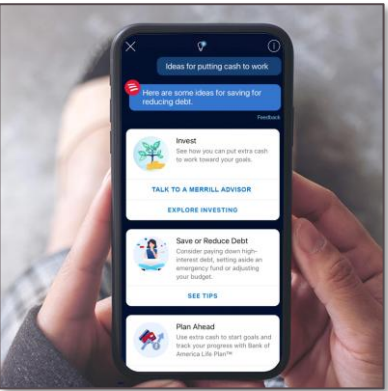 Ideas for putting cash to work
Here are some ideas for saving for
reducing debt.
Feedback
Invest
See how you can put extra cash
to work toward your goals.
TALK TO A MERRILL ADVISOR
EXPLORE INVESTING
Save or Reduce Debt
Consider paying down high-
interest debt, setting aside an
emergency fund or adjusting
your budget.
SEE TIPS
Plan Ahead
Use extra cash to start goals and
track your progress with Bank of
America Life Plan™